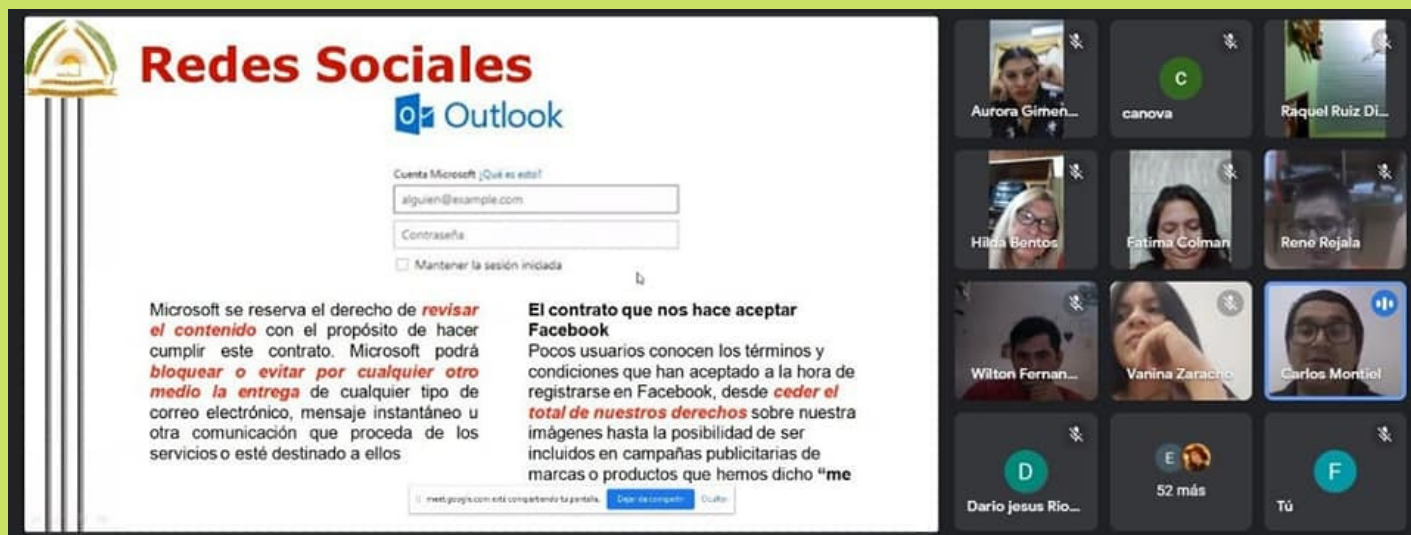 Redes Sociales
Outlook
Cuenta Microsoft ¿Qué es esto?
alguien@example.com
Contraseña
Mantener la sesión iniciada
Microsoft se reserva el derecho de revisar
el contenido con el propósito de hacer
cumplir este contrato. Microsoft podrá
bloquear o evitar por cualquier otro
medio la entrega de cualquier tipo de
correo electrónico, mensaje instantáneo u
otra comunicación que proceda de los
servicios o esté destinado a ellos
El contrato que nos hace aceptar
Facebook
Pocos usuarios conocen los términos y
condiciones que han aceptado a la hora de
registrarse en Facebook, desde ceder el
total de nuestros derechos sobre nuestra
imágenes hasta la posibilidad de ser
incluidos en campañas publicitarias de
marcas o productos que hemos dicho “me
meet.google.com está compartiendo tu pantalla.
Dejar de compartir
Ocultar
Aurora Gimen...
C
canova
Raquel Ruiz Di...
Hilda Bentos
Fatima Colman
Rene Rejala
Wilton Fernan...
Vanina Zaracho
Carlos Montiel
D
Dario jesus Rio...
E
52 más
F
Tú